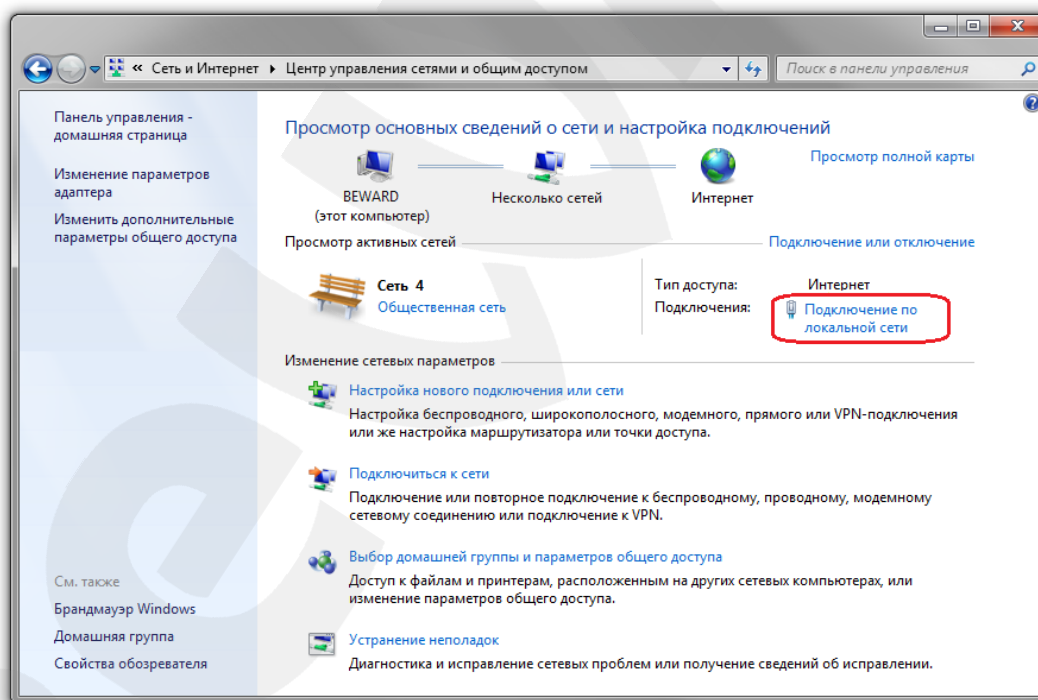 « Сеть и Интернет ▸ Центр управления сетями и общим доступом
Поиск в панели управления
Панель управления -
домашняя страница
Изменение параметров
адаптера
Изменить дополнительные
параметры общего доступа
Просмотр основных сведений о сети и настройка подключений
Просмотр полной карты
BEWARD
(этот компьютер)
Несколько сетей
Интернет
Просмотр активных сетей
Подключение или отключение
Сеть 4
Общественная сеть
Тип доступа: Интернет
Подключения: Подключение по
локальной сети
Изменение сетевых параметров
Настройка нового подключения или сети
Настройка беспроводного, широкополосного, модемного, прямого или VPN-подключения
или же настройка маршрутизатора или точки доступа.
Подключиться к сети
Подключение или повторное подключение к беспроводному, проводному, модемному
сетевому соединению или подключение к VPN.
Выбор домашней группы и параметров общего доступа
Доступ к файлам и принтерам, расположенным на других сетевых компьютерах, или
изменение параметров общего доступа.
Устранение неполадок
Диагностика и исправление сетевых проблем или получение сведений об исправлении.
См. также
Брандмауэр Windows
Домашняя группа
Свойства обозревателя